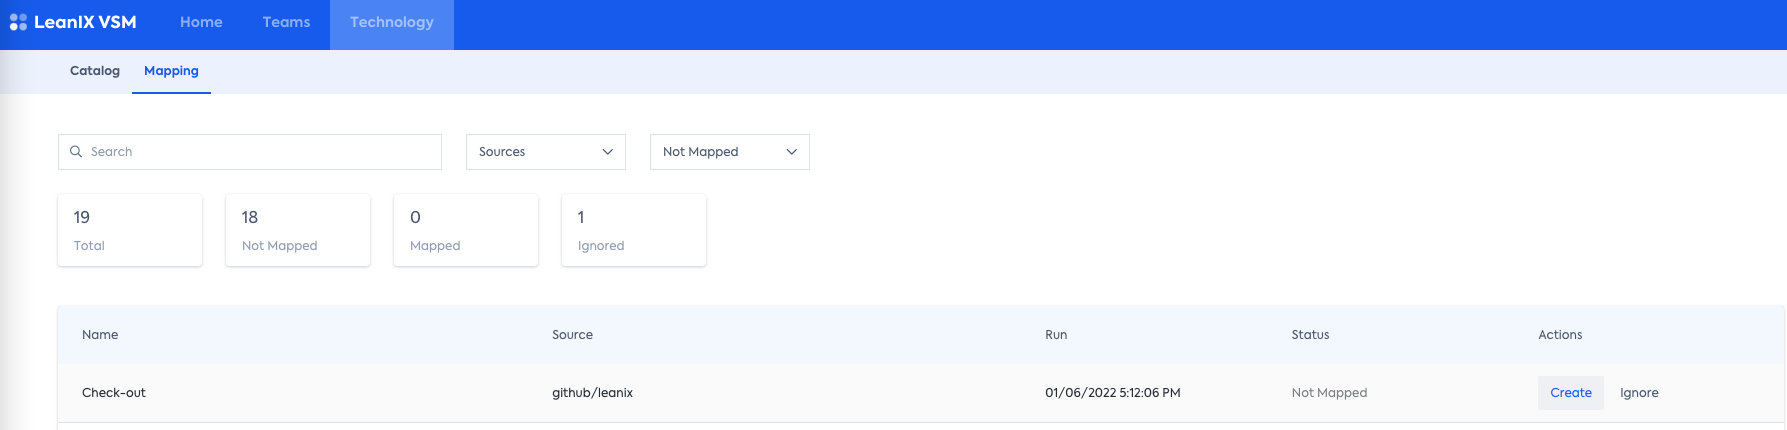 LeanIX VSM Home Teams Technology
Catalog Mapping
Search Sources Not Mapped
19 18 0 1
Total Not Mapped Mapped Ignored
Name Source Run Status Actions
Check-out github/leanix 01/06/2022 5:12:06 PM Not Mapped Create Ignore